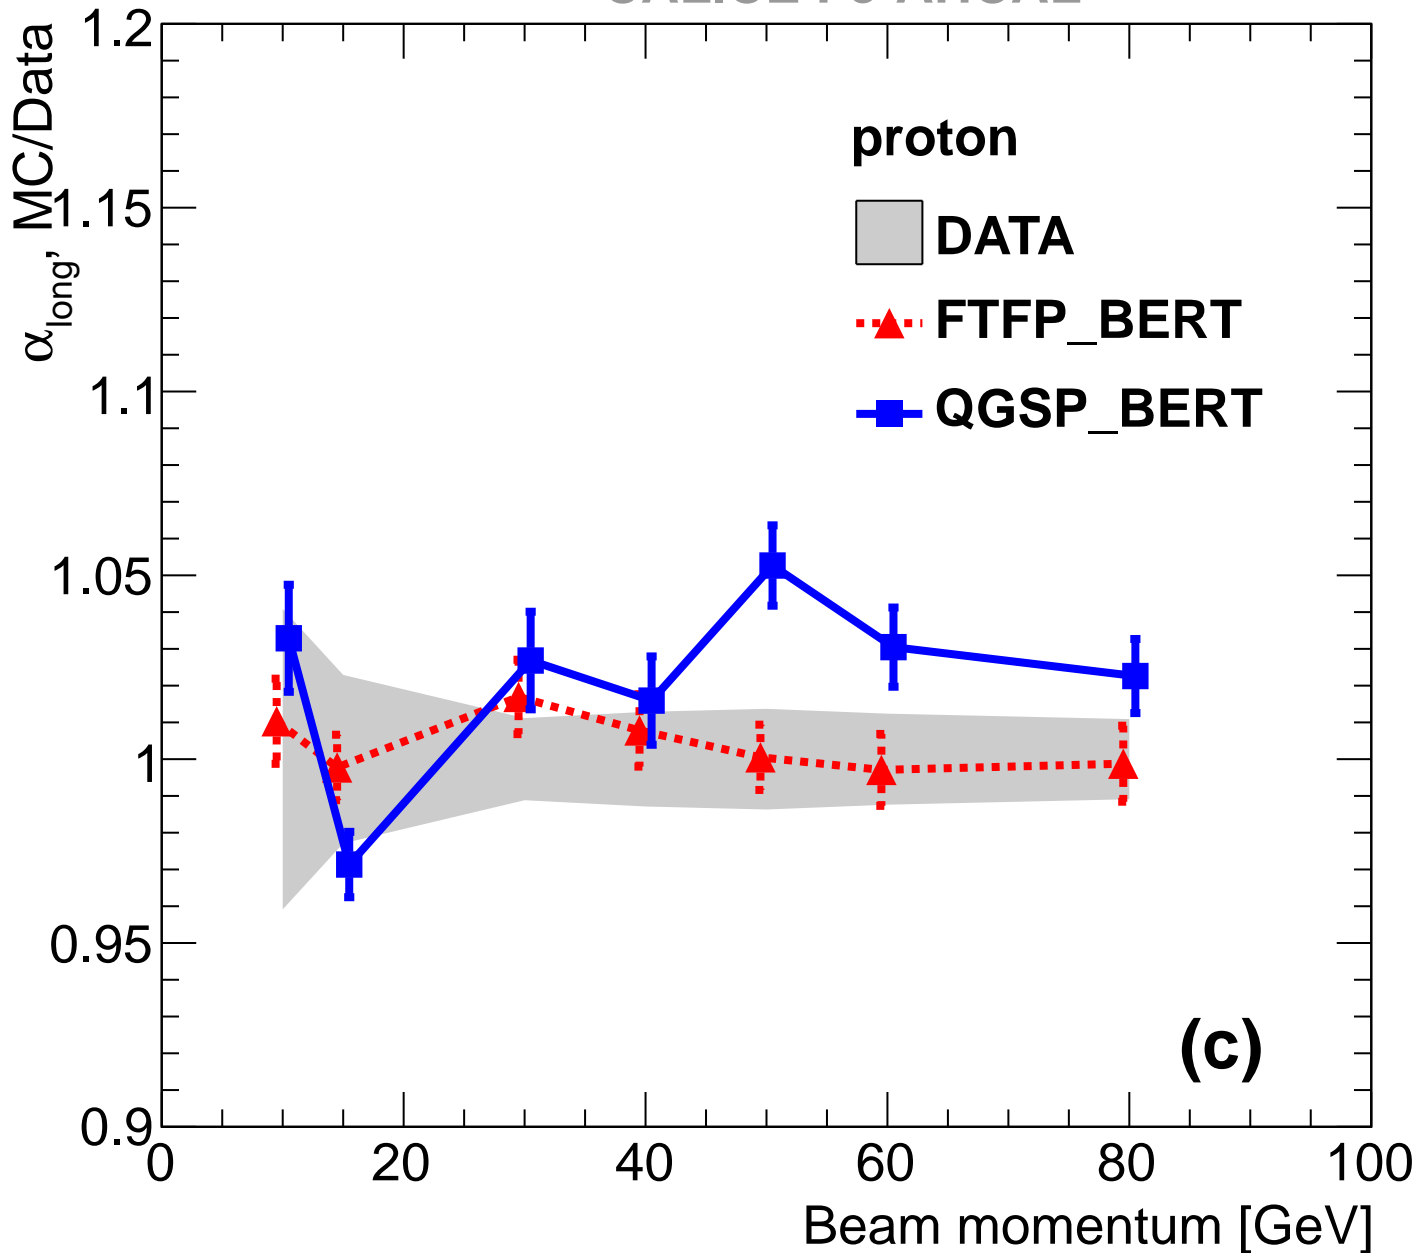 α_long, MC/Data
1.2
1.15
1.1
1.05
1
0.95
0.9
proton
DATA
FTFP_BERT
QGSP_BERT
(c)
0 20 40 60 80 100
Beam momentum [GeV]